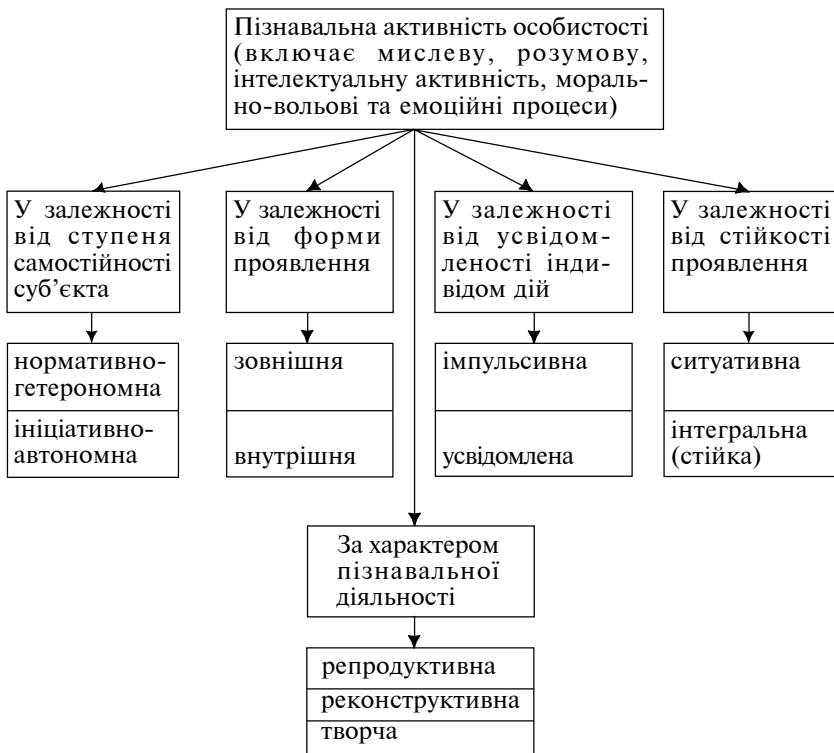 Пізнавальна активність особистості
(включає мислеву, розумову,
інтелектуальну активність, мораль-
но-вольові та емоційні процеси)
У залежності
від ступеня
самостійності
суб’єкта
У залежності
від форми
проявлення
У залежності
від усвідом-
леності інди-
відом дій
У залежності
від стійкості
проявлення
нормативно-
гетерономна
ініціативно-
автономна
зовнішня
внутрішня
імпульсивна
усвідомлена
ситуативна
інтегральна
(стійка)
За характером
пізнавальної
діяльності
репродуктивна
реконструктивна
творча